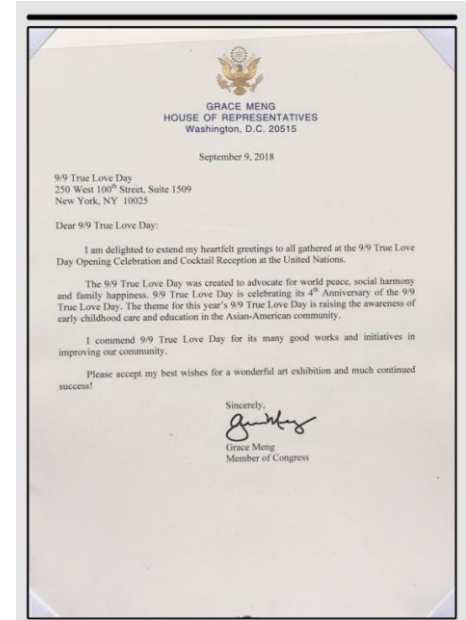 GRACE MENG
HOUSE OF REPRESENTATIVES
Washington, D.C. 20515
September 9, 2018
9/9 True Love Day
250 West 100th Street, Suite 1509
New York, NY 10025
Dear 9/9 True Love Day:
I am delighted to extend my heartfelt greetings to all gathered at the 9/9 True Love
Day Opening Celebration and Cocktail Reception at the United Nations.
The 9/9 True Love Day was created to advocate for world peace, social harmony
and family happiness. 9/9 True Love Day is celebrating its 4th Anniversary of the 9/9
True Love Day. The theme for this year's 9/9 True Love Day is raising the awareness of
early childhood care and education in the Asian-American community.
I commend 9/9 True Love Day for its many good works and initiatives in
improving our community.
Please accept my best wishes for a wonderful art exhibition and much continued
success!
Sincerely,
Grace Meng
Member of Congress